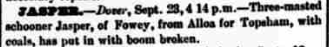 JASPER.—Dover, Sept. 23, 4 14 p.m.—Three-masted
schooner Jasper, of Fowey, from Alloa for Topsham, with
coals, has put in with boom broken.